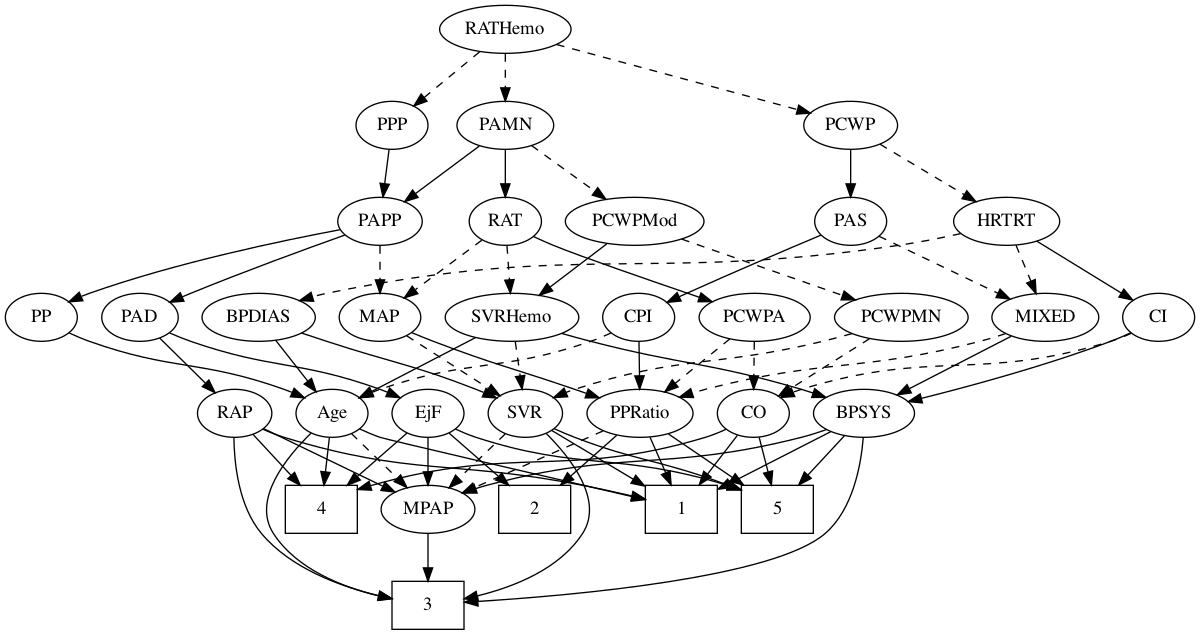 RATHemo
PPP PAMN PCWP
PAPP RAT PCWPMod PAS HRTRT
PP PAD BPDIAS MAP SVRHemo CPI PCWPA PCWPMN MIXED CI
RAP Age EjF SVR PPRatio CO BPSYS
4 MPAP 2 1 5
3